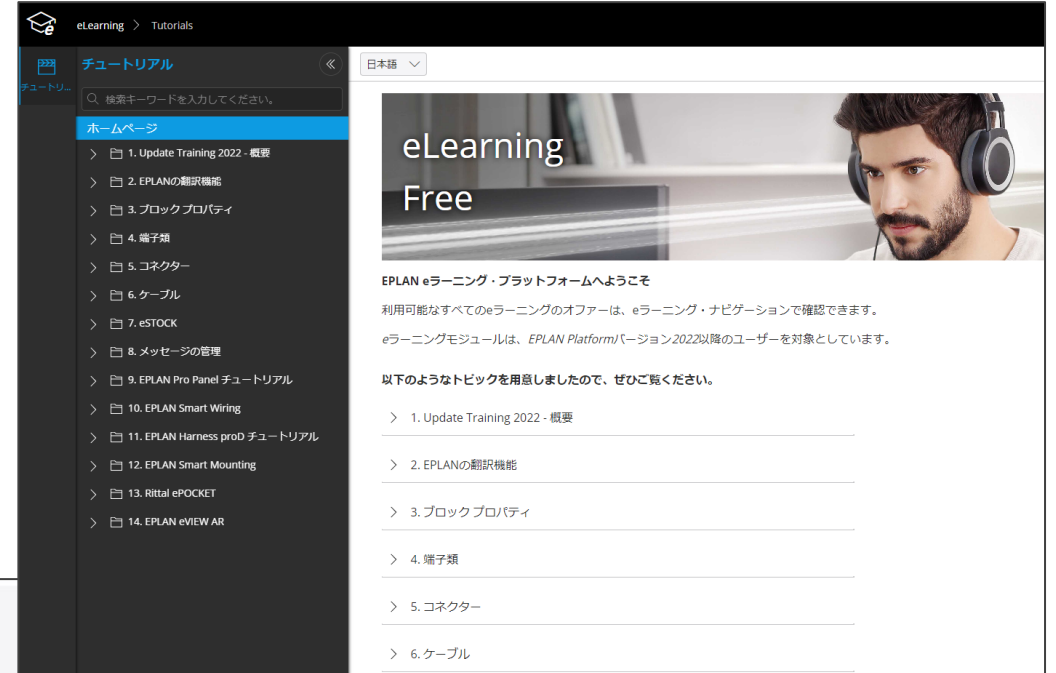 eLearning > Tutorials
チュートリ...
チュートリアル
検索キーワードを入力してください。
ホームページ
1. Update Training 2022 - 概要
2. EPLANの翻訳機能
3. ブロック プロパティ
4. 端子類
5. コネクター
6. ケーブル
7. eSTOCK
8. メッセージの管理
9. EPLAN Pro Panel チュートリアル
10. EPLAN Smart Wiring
11. EPLAN Harness proD チュートリアル
12. EPLAN Smart Mounting
13. Rittal ePOCKET
14. EPLAN eVIEW AR
日本語
eLearning
Free
EPLAN eラーニング・プラットフォームへようこそ
利用可能なすべてのeラーニングのオファーは、eラーニング・ナビゲーションで確認できます。
eラーニングモジュールは、EPLAN Platformバージョン2022以降のユーザーを対象としています。
以下のようなトピックを用意しましたので、ぜひご覧ください。
1. Update Training 2022 - 概要
2. EPLANの翻訳機能
3. ブロック プロパティ
4. 端子類
5. コネクター
6. ケーブル